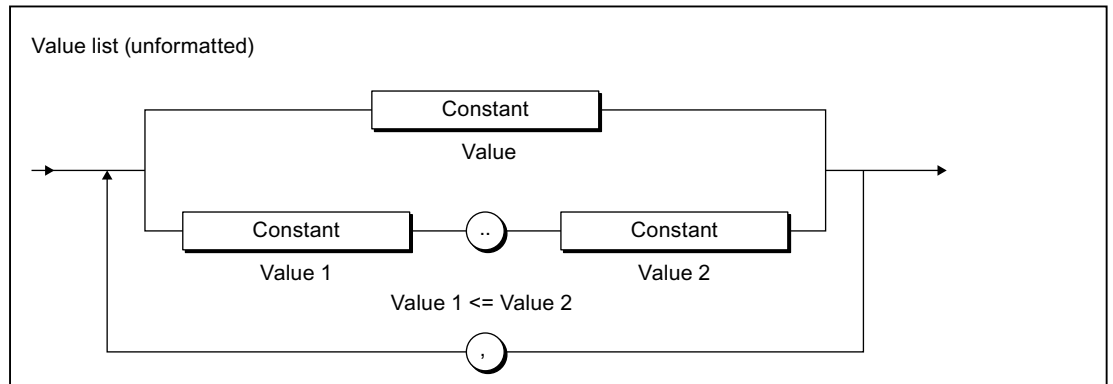 Value list (unformatted)
Constant
Value
Constant .. Constant
Value 1 Value 2
Value 1 <= Value 2
,